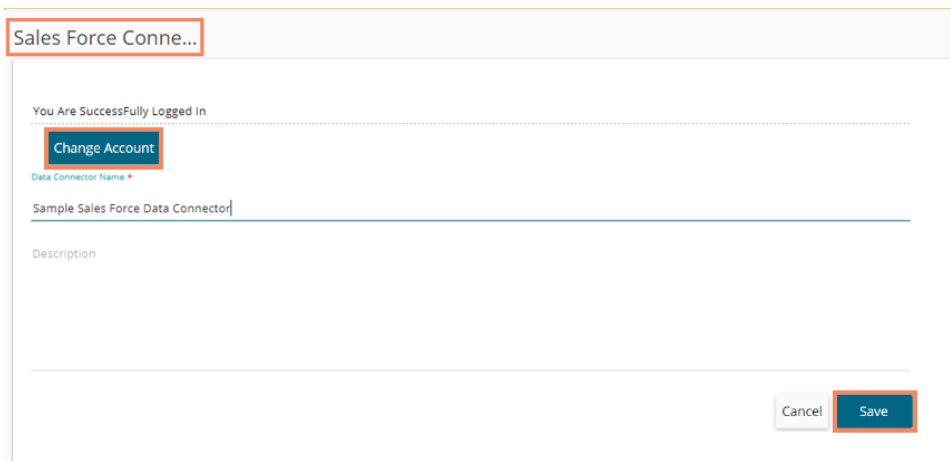 Sales Force Conne...
You Are SuccessFully Logged In
Change Account
Data Connector Name *
Sample Sales Force Data Connector
Description
Cancel Save